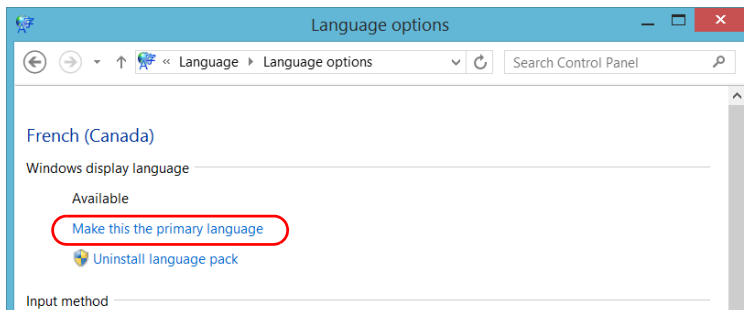 Language options
« Language Language options
Search Control Panel
French (Canada)
Windows display language
Available
Make this the primary language
Uninstall language pack
Input method